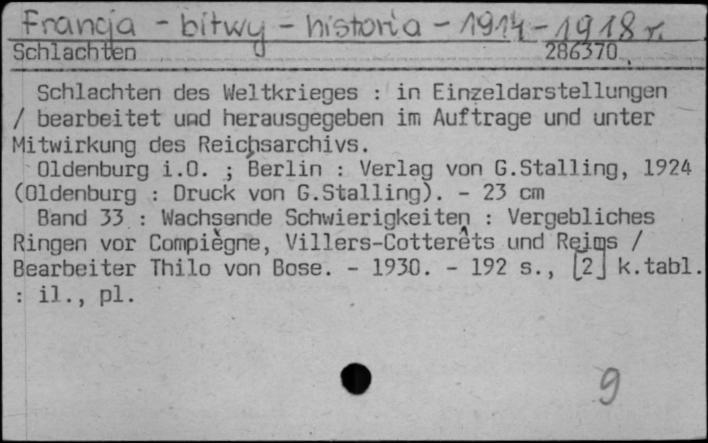 Francja - bitwy - historia - 1914-1918 r.
Schlachten 286370
Schlachten des Weltkrieges : in Einzeldarstellungen
/ bearbeitet und herausgegeben im Auftrage und unter
Mitwirkung des Reichsarchivs.
Oldenburg i.O. ; Berlin : Verlag von G.Stalling, 1924
(Oldenburg : Druck von G.Stalling). - 23 cm
Band 33 : Wachsende Schwierigkeiten : Vergebliches
Ringen vor Compiègne, Villers-Cotterêts und Reims /
Bearbeiter Thilo von Bose. - 1930. - 192 s., [2] k.tabl.
: il., pl.
9